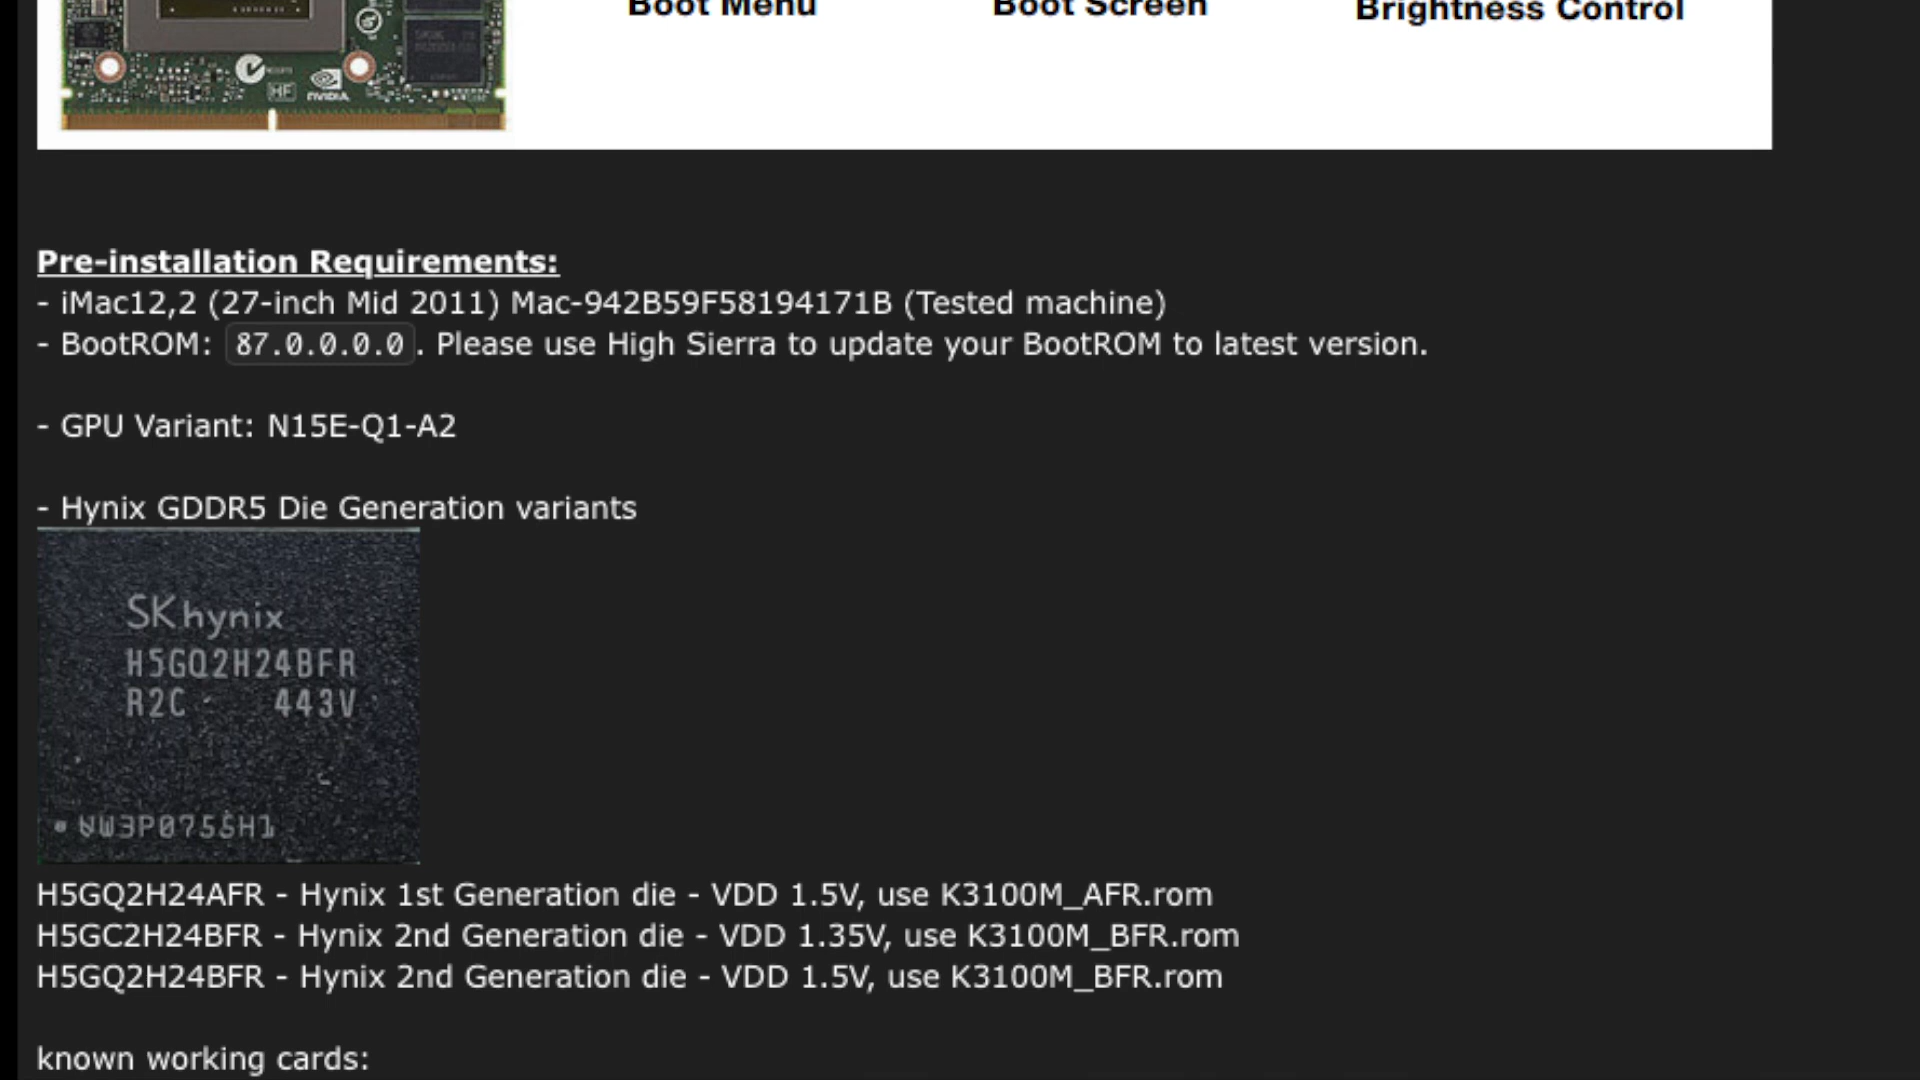 Boot Menu Boot Screen Brightness Control
HF NVIDIA
Pre-installation Requirements:
- iMac12,2 (27-inch Mid 2011) Mac-942B59F58194171B (Tested machine)
- BootROM: 87.0.0.0.0. Please use High Sierra to update your BootROM to latest version.
- GPU Variant: N15E-Q1-A2
- Hynix GDDR5 Die Generation variants
SKhynix
H5GQ2H24BFR
R2C 443V
H5GQ2H24AFR - Hynix 1st Generation die - VDD 1.5V, use K3100M_AFR.rom
H5GC2H24BFR - Hynix 2nd Generation die - VDD 1.35V, use K3100M_BFR.rom
H5GQ2H24BFR - Hynix 2nd Generation die - VDD 1.5V, use K3100M_BFR.rom
known working cards: